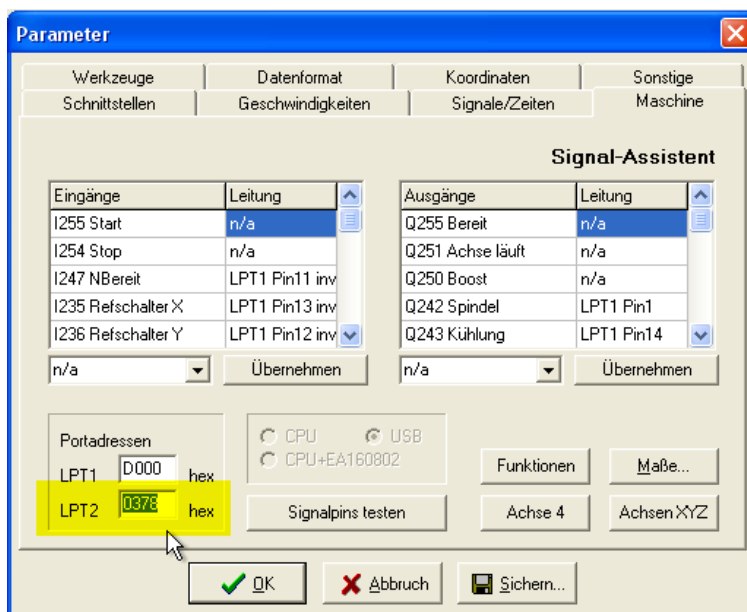 Parameter
Werkzeuge Datenformat Koordinaten Sonstige
Schnittstellen Geschwindigkeiten Signale/Zeiten Maschine
Signal-Assistent
Eingänge Leitung Ausgänge Leitung
I255 Start n/a Q255 Bereit n/a
I254 Stop n/a Q251 Achse läuft n/a
I247 NBereit LPT1 Pin11 inv Q250 Boost n/a
I235 Refschalter X LPT1 Pin13 inv Q242 Spindel LPT1 Pin1
I236 Refschalter Y LPT1 Pin12 inv Q243 Kühlung LPT1 Pin14
n/a Übernehmen n/a Übernehmen
Portadressen CPU USB
LPT1 D000 hex CPU+EA160802 Funktionen Maße...
LPT2 0378 hex Signalpins testen Achse 4 Achsen XYZ
OK Abbruch Sichern...